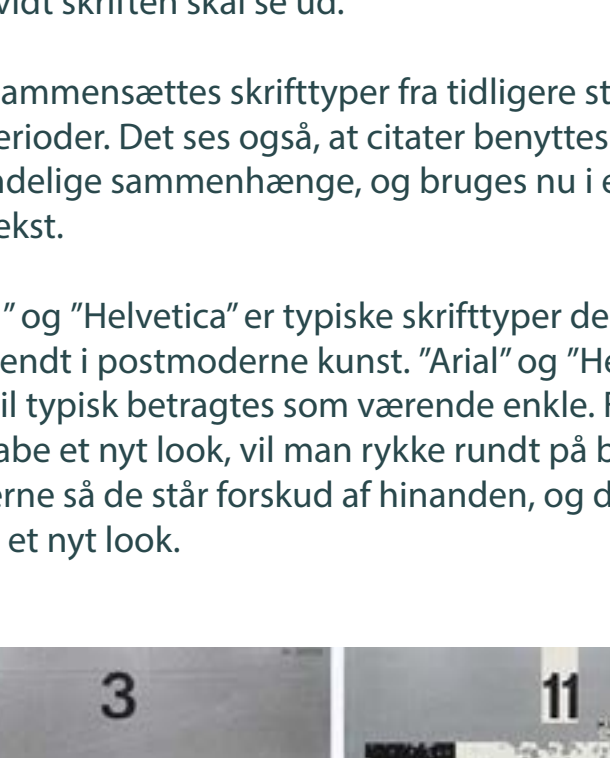 vidt skriften skal se ud.
ammensættes skrifttyper fra tidligere st
erioder. Det ses også, at citater benyttes
ndelige sammenhænge, og bruges nu i e
ekst.
" og "Helvetica" er typiske skrifttyper de
endt i postmoderne kunst. "Arial" og "He
il typisk betragtes som værende enkle. F
abe et nyt look, vil man rykke rundt på b
erne så de står forskud af hinanden, og d
et nyt look.
3
11